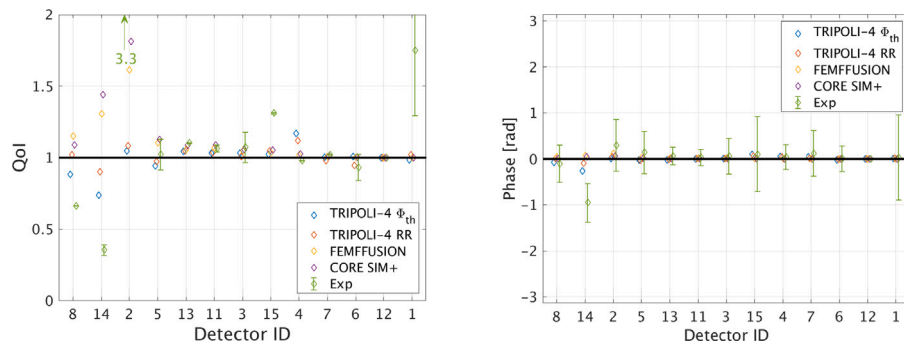 2
1.5
1
0.5
0
QoI
3.3
TRIPOLI-4 Φth
TRIPOLI-4 RR
FEMFFUSION
CORE SIM+
Exp
8 14 2 5 13 11 3 15 4 7 6 12 1
Detector ID
3
2
1
0
-1
-2
-3
Phase [rad]
TRIPOLI-4 Φth
TRIPOLI-4 RR
FEMFFUSION
CORE SIM+
Exp
8 14 2 5 13 11 3 15 4 7 6 12 1
Detector ID